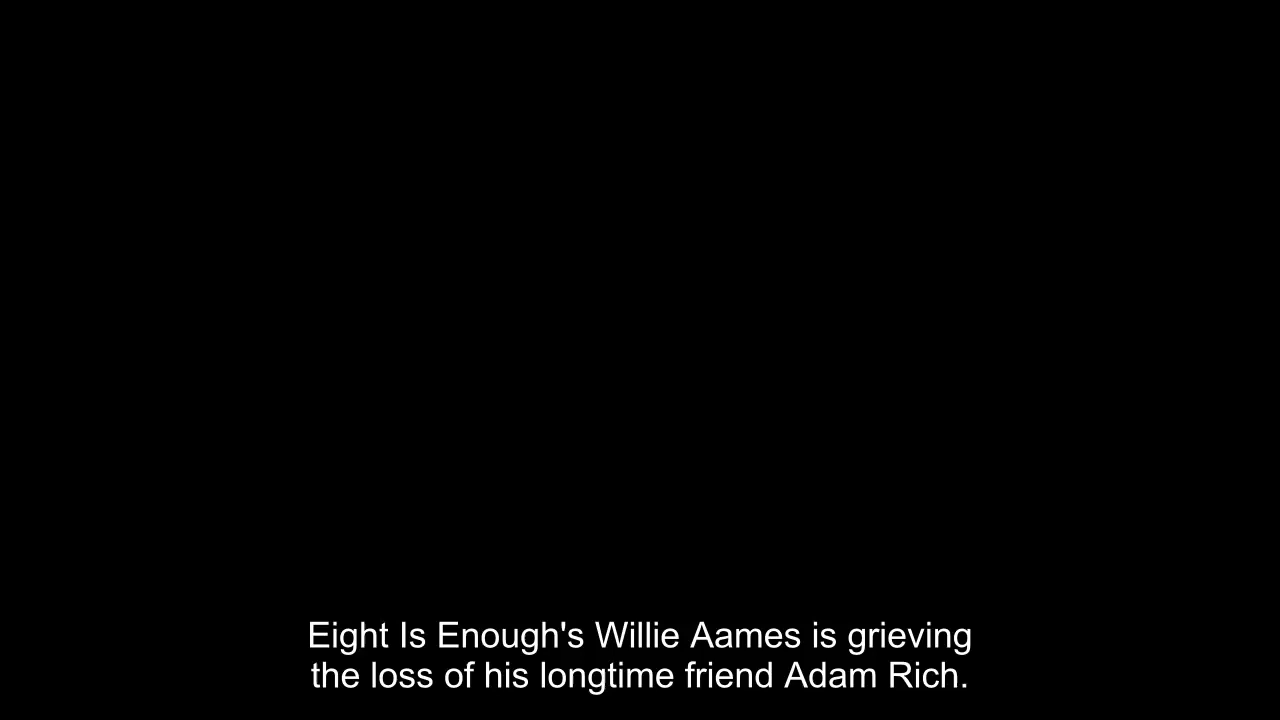 Eight Is Enough's Willie Aames is grieving
the loss of his longtime friend Adam Rich.